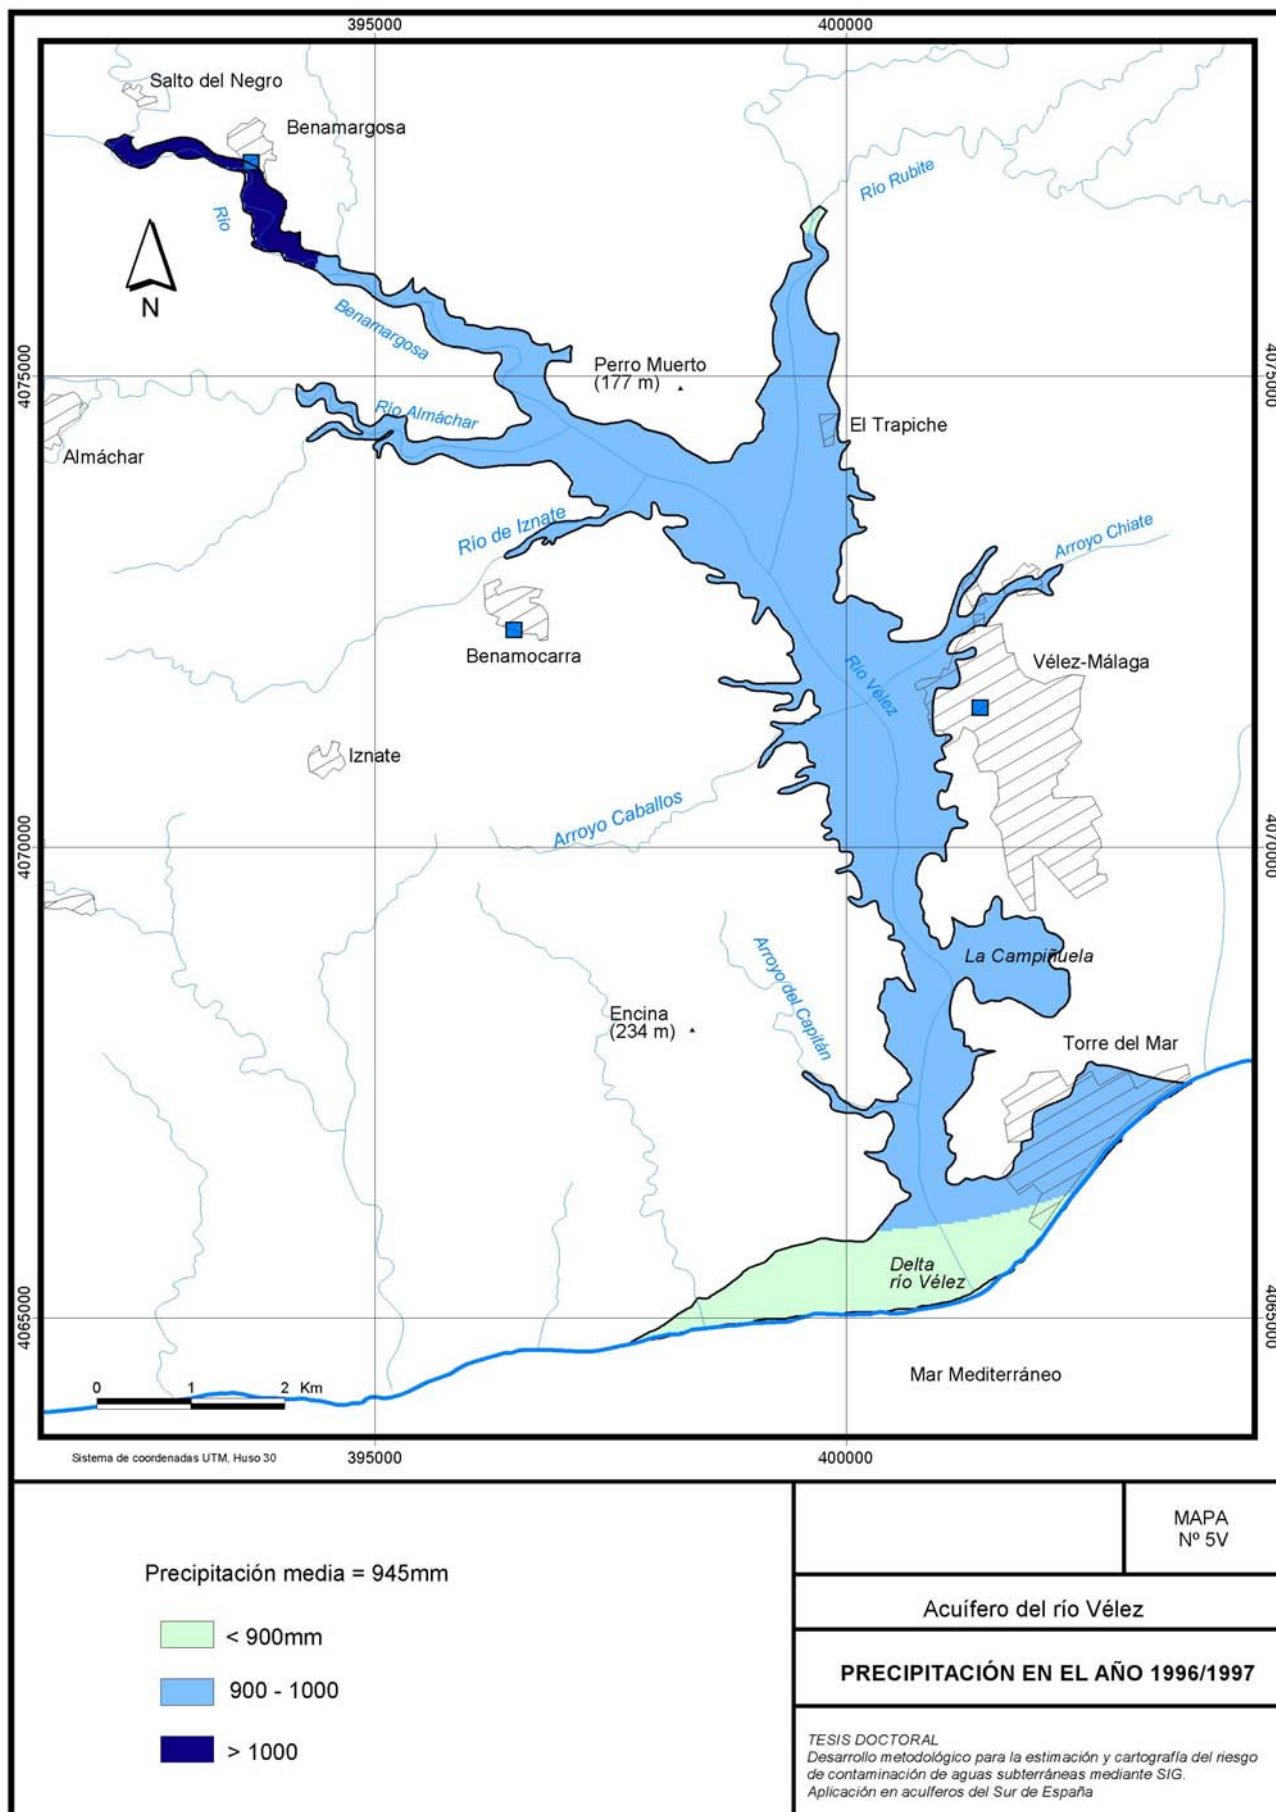 395000
400000
Salto del Negro
Benamargosa
Río Rubite
Río
Benamargosa
N
4075000
4075000
Perro Muerto
(177 m)
Río Almáchar
El Trapiche
Almáchar
Río de Iznate
Arroyo Chiate
Benamocarra
Vélez-Málaga
Río Vélez
Iznate
Arroyo Caballos
4070000
4070000
Arroyo del Capitán
La Campiñuela
Encina
(234 m)
Torre del Mar
Delta
río Vélez
4065000
4065000
Mar Mediterráneo
0 1 2 Km
Sistema de coordenadas UTM, Huso 30
395000
400000
MAPA
Nº 5V
Precipitación media = 945mm
< 900mm
900 - 1000
> 1000
Acuífero del río Vélez
PRECIPITACIÓN EN EL AÑO 1996/1997
TESIS DOCTORAL
Desarrollo metodológico para la estimación y cartografía del riesgo
de contaminación de aguas subterráneas mediante SIG.
Aplicación en acuíferos del Sur de España